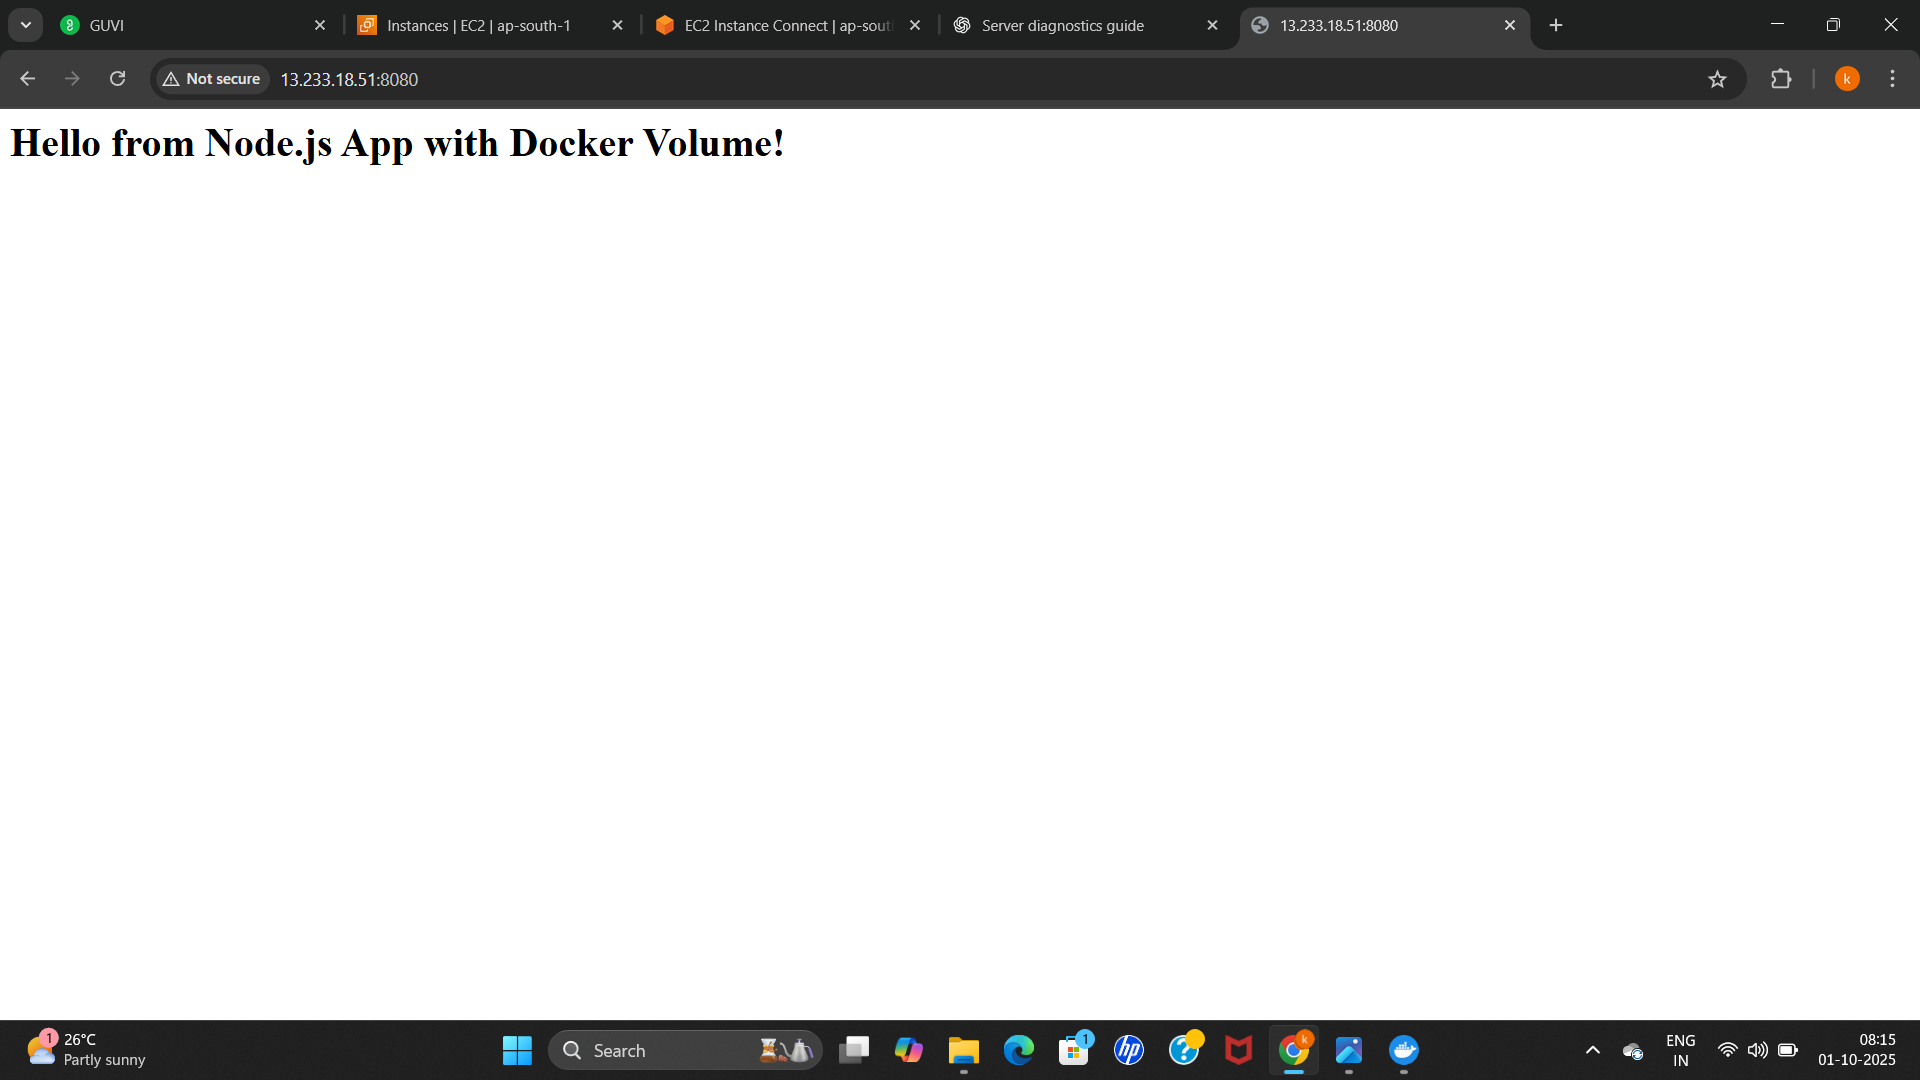 GUVI
Instances | EC2 | ap-south-1
EC2 Instance Connect | ap-sout
Server diagnostics guide
13.233.18.51:8080
Not secure
13.233.18.51:8080
k
Hello from Node.js App with Docker Volume!
1
26°C
Partly sunny
Search
1
hp
k
ENG
IN
08:15
01-10-2025